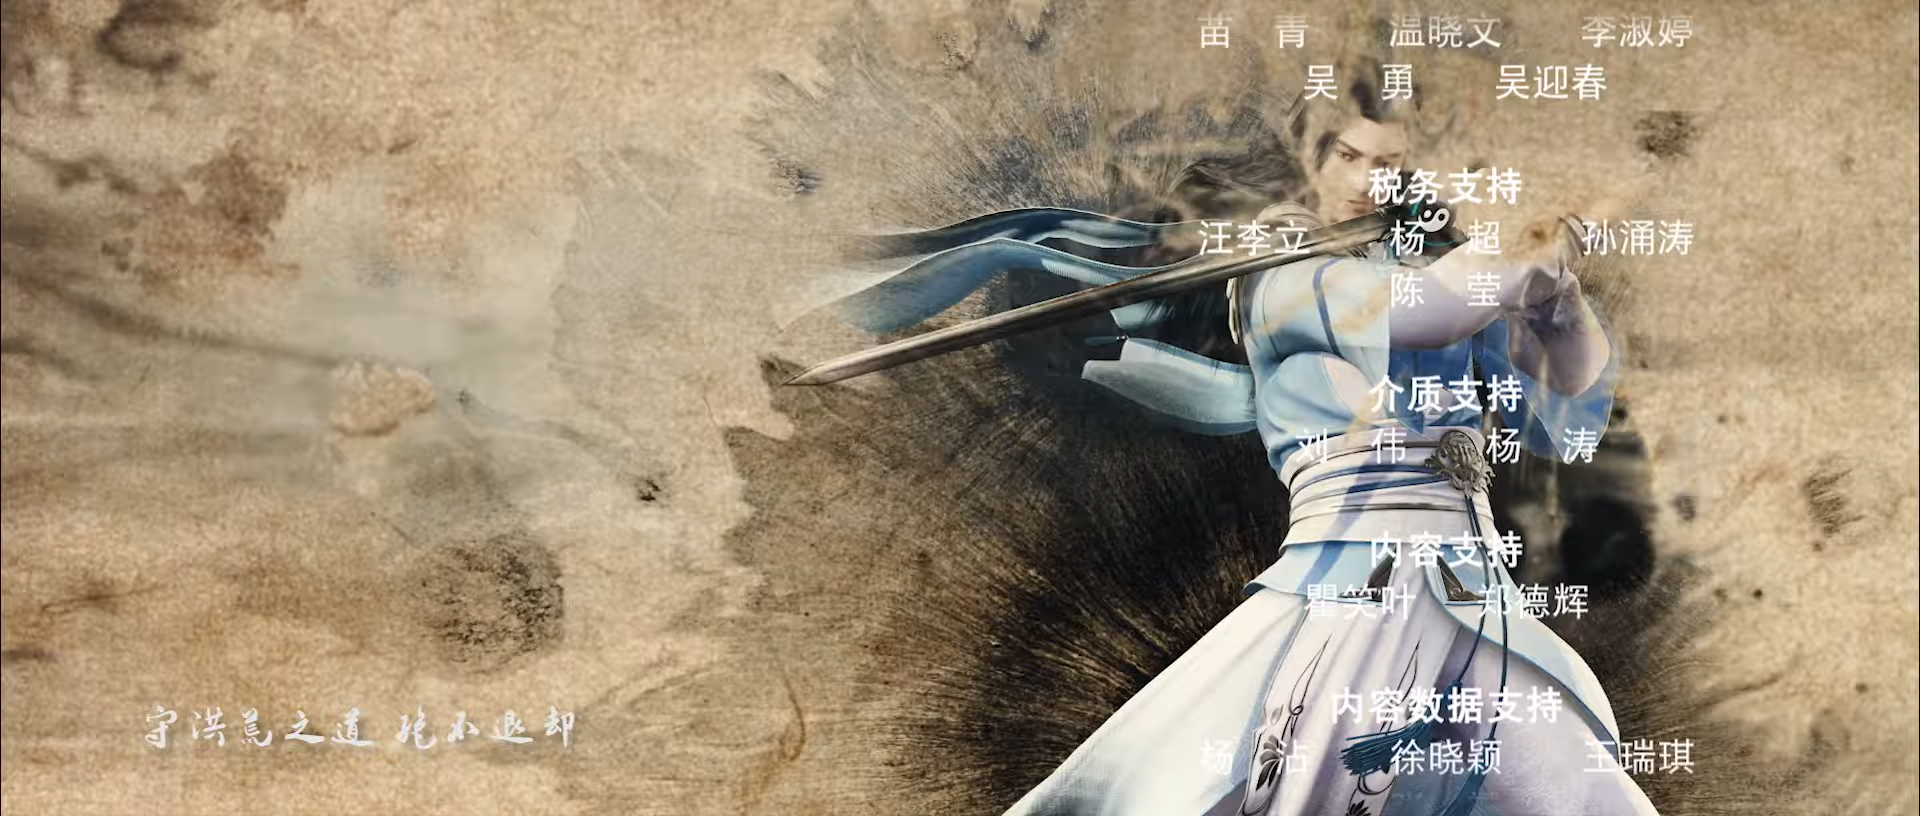 苗 青 温晓文 李淑婷
吴 勇 吴迎春
税务支持
汪李立 杨 超 孙涌涛
陈 莹
介质支持
刘 伟 杨 涛
内容支持
瞿笑叶 郑德辉
内容数据支持
杨 沾 徐晓颖 王瑞琪
守洪荒之道 绝不退却